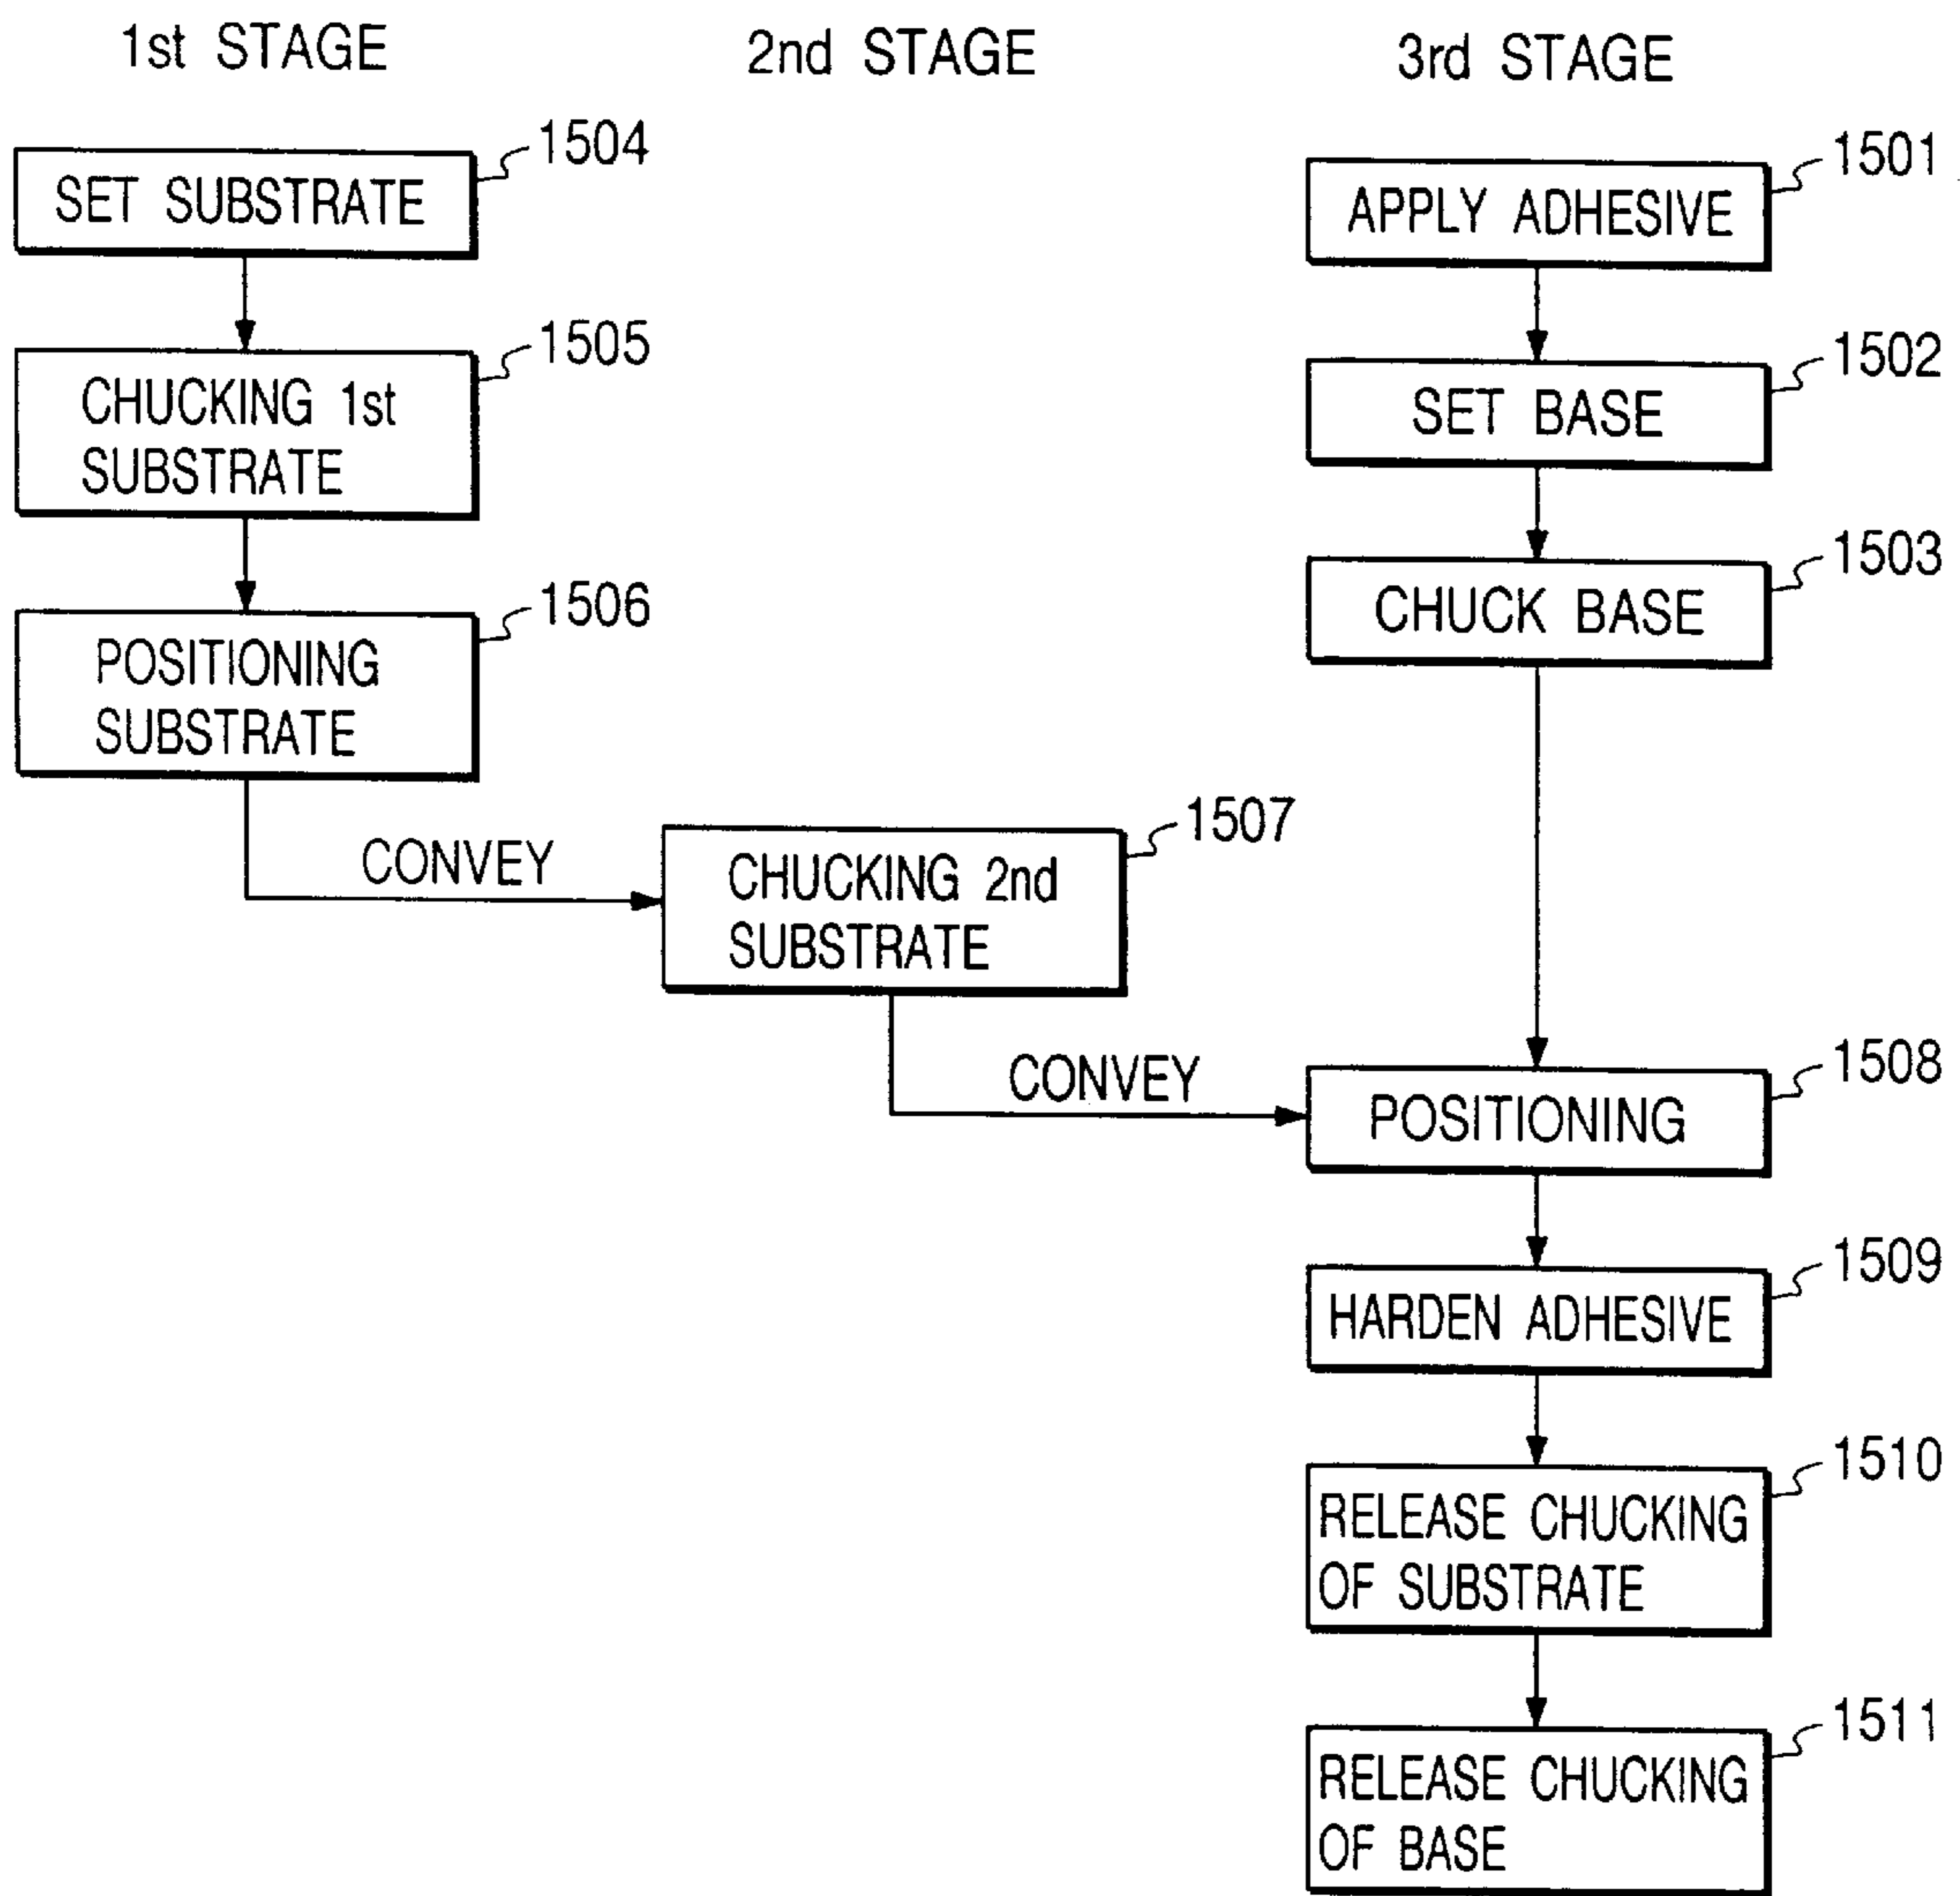 1st STAGE
2nd STAGE
3rd STAGE
1504
SET SUBSTRATE
1505
CHUCKING 1st
SUBSTRATE
1506
POSITIONING
SUBSTRATE
CONVEY
1507
CHUCKING 2nd
SUBSTRATE
CONVEY
1501
APPLY ADHESIVE
1502
SET BASE
1503
CHUCK BASE
1508
POSITIONING
1509
HARDEN ADHESIVE
1510
RELEASE CHUCKING
OF SUBSTRATE
1511
RELEASE CHUCKING
OF BASE